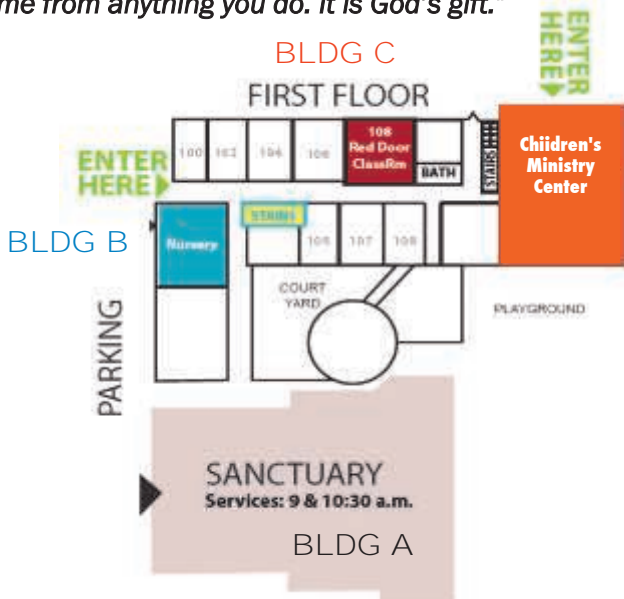 me from anything you do. It is God's gift."
BLDG C
FIRST FLOOR
ENTER
HERE
ENTER
HERE
100
102
104
106
108
Red Door
ClassRm
BATH
STAIRS
Chiidren's
Ministry
Center
BLDG B
Nursery
STAIRS
105
107
109
COURT
YARD
PLAYGROUND
PARKING
SANCTUARY
Services: 9 & 10:30 a.m.
BLDG A